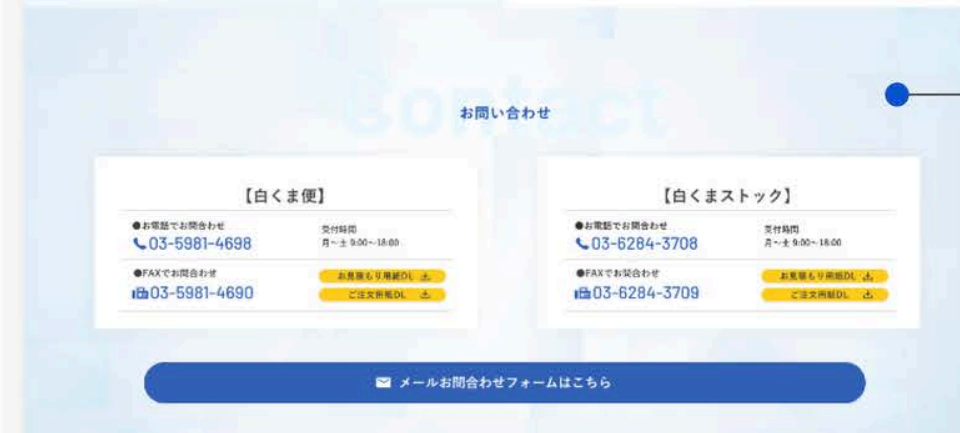 Contact
お問い合わせ
【白くま便】
●お電話でお問合わせ
03-5981-4698
受付時間
月～土 9:00～18:00
●FAXでお問合わせ
03-5981-4690
お見積もり用紙DL
ご注文用紙DL
【白くまストック】
●お電話でお問合わせ
03-6284-3708
受付時間
月～土 9:00～18:00
●FAXでお問合わせ
03-6284-3709
お見積もり用紙DL
ご注文用紙DL
メールお問合わせフォームはこちら